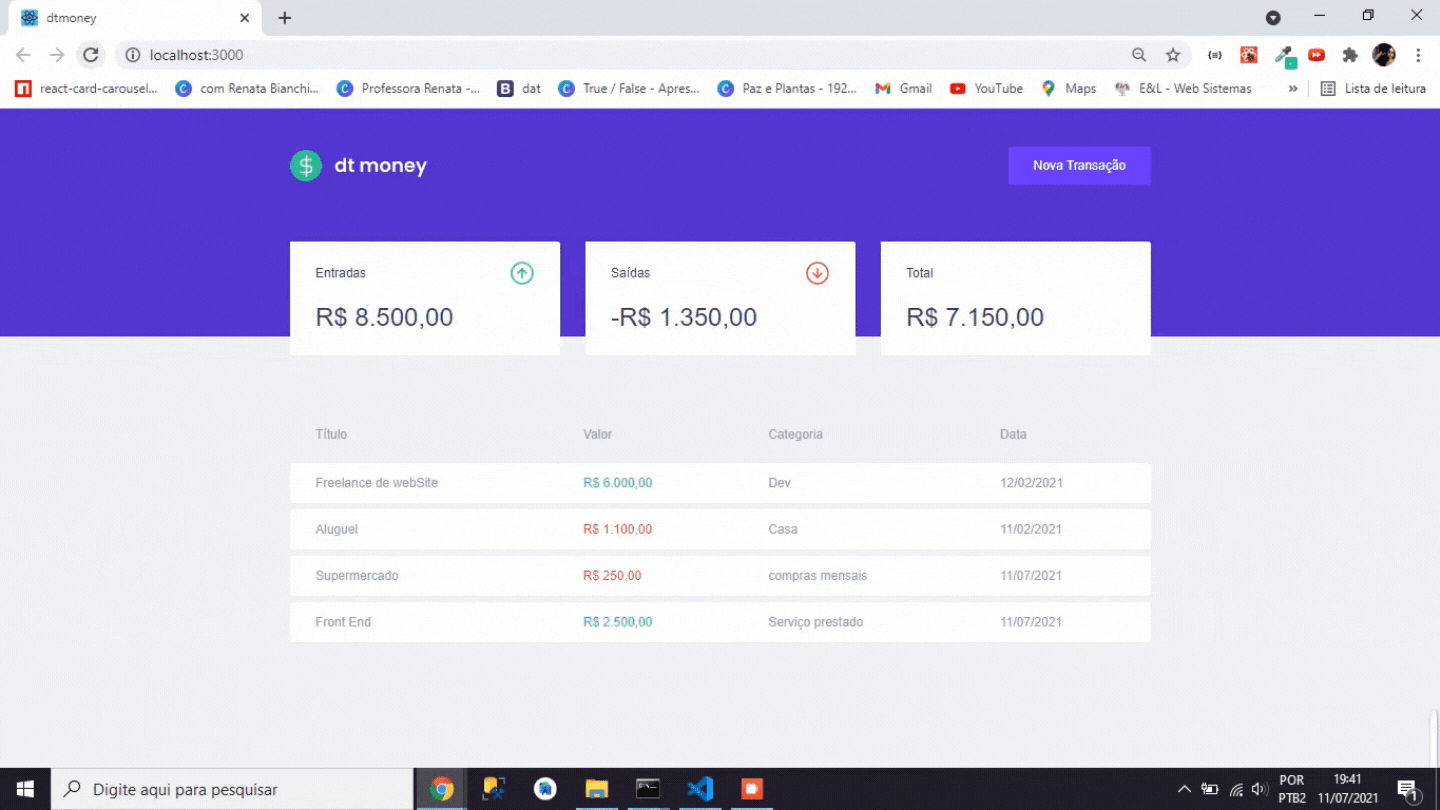 dtmoney
localhost:3000
react-card-carousel... com Renata Bianchi... Professora Renata -... B dat True / False - Apres... Paz e Plantas - 192... Gmail YouTube Maps E&L - Web Sistemas » Lista de leitura
$ dt money Nova Transação
Entradas Saídas Total
R$ 8.500,00 -R$ 1.350,00 R$ 7.150,00
Título Valor Categoria Data
Freelance de webSite R$ 6.000,00 Dev 12/02/2021
Aluguel R$ 1.100,00 Casa 11/02/2021
Supermercado R$ 250,00 compras mensais 11/07/2021
Front End R$ 2.500,00 Serviço prestado 11/07/2021
Digite aqui para pesquisar
POR 19:41
PTB2 11/07/2021 1